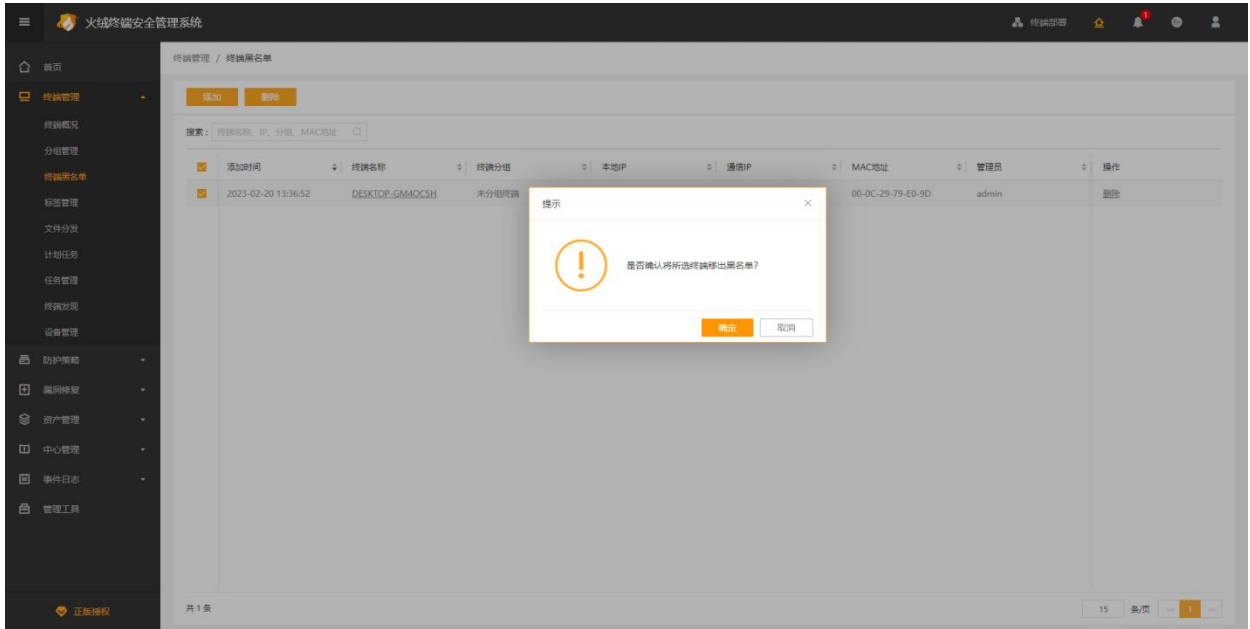 火绒终端安全管理系统
终端部署
1
首页
终端管理 / 终端黑名单
终端管理
添加 删除
终端概况
搜索： 终端名称、IP、分组、MAC地址
分组管理
添加时间 终端名称 终端分组 本地IP 通信IP MAC地址 管理员 操作
终端黑名单
2023-02-20 13:36:52 DESKTOP-GM4OC5H 未分组终端 00-0C-29-79-E0-9D admin 删除
标签管理
提示
文件分发
计划任务
是否确认将所选终端移出黑名单?
任务管理
终端发现
设备管理
确定 取消
防护策略
漏洞修复
资产管理
中心管理
事件日志
管理工具
正版授权
共 1 条
15 条/页 1